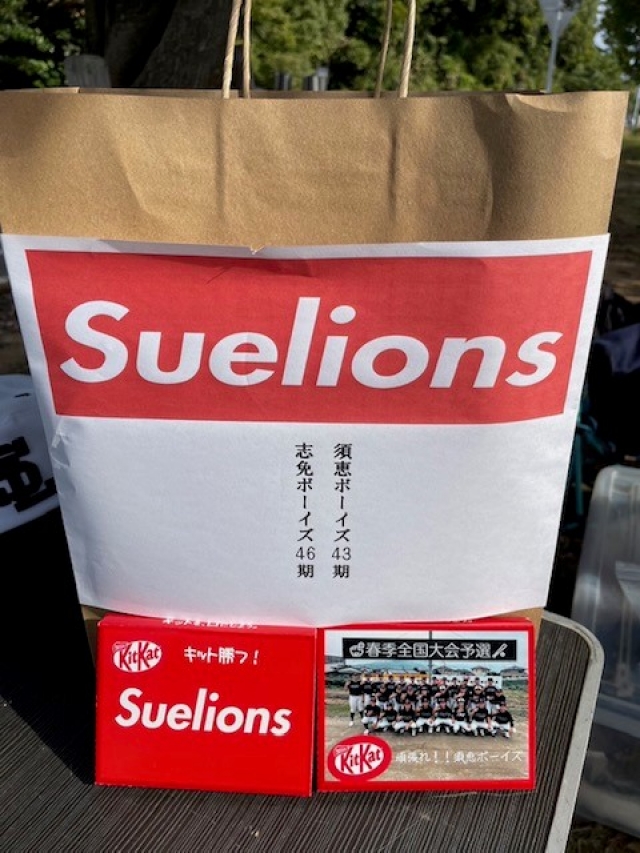 Suelions
須恵ボーイズ43期
志免ボーイズ46期
KitKat
キット勝つ!
Suelions
春季全国大会予選
KitKat
頑張れ!!須恵ボーイズ